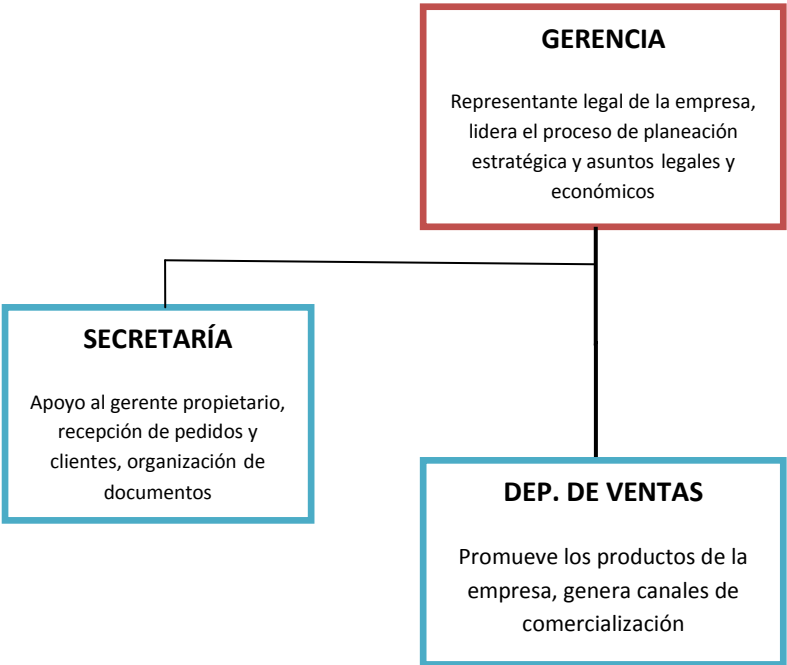 GERENCIA
Representante legal de la empresa,
lidera el proceso de planeación
estratégica y asuntos legales y
económicos
SECRETARÍA
Apoyo al gerente propietario,
recepción de pedidos y
clientes, organización de
documentos
DEP. DE VENTAS
Promueve los productos de la
empresa, genera canales de
comercialización